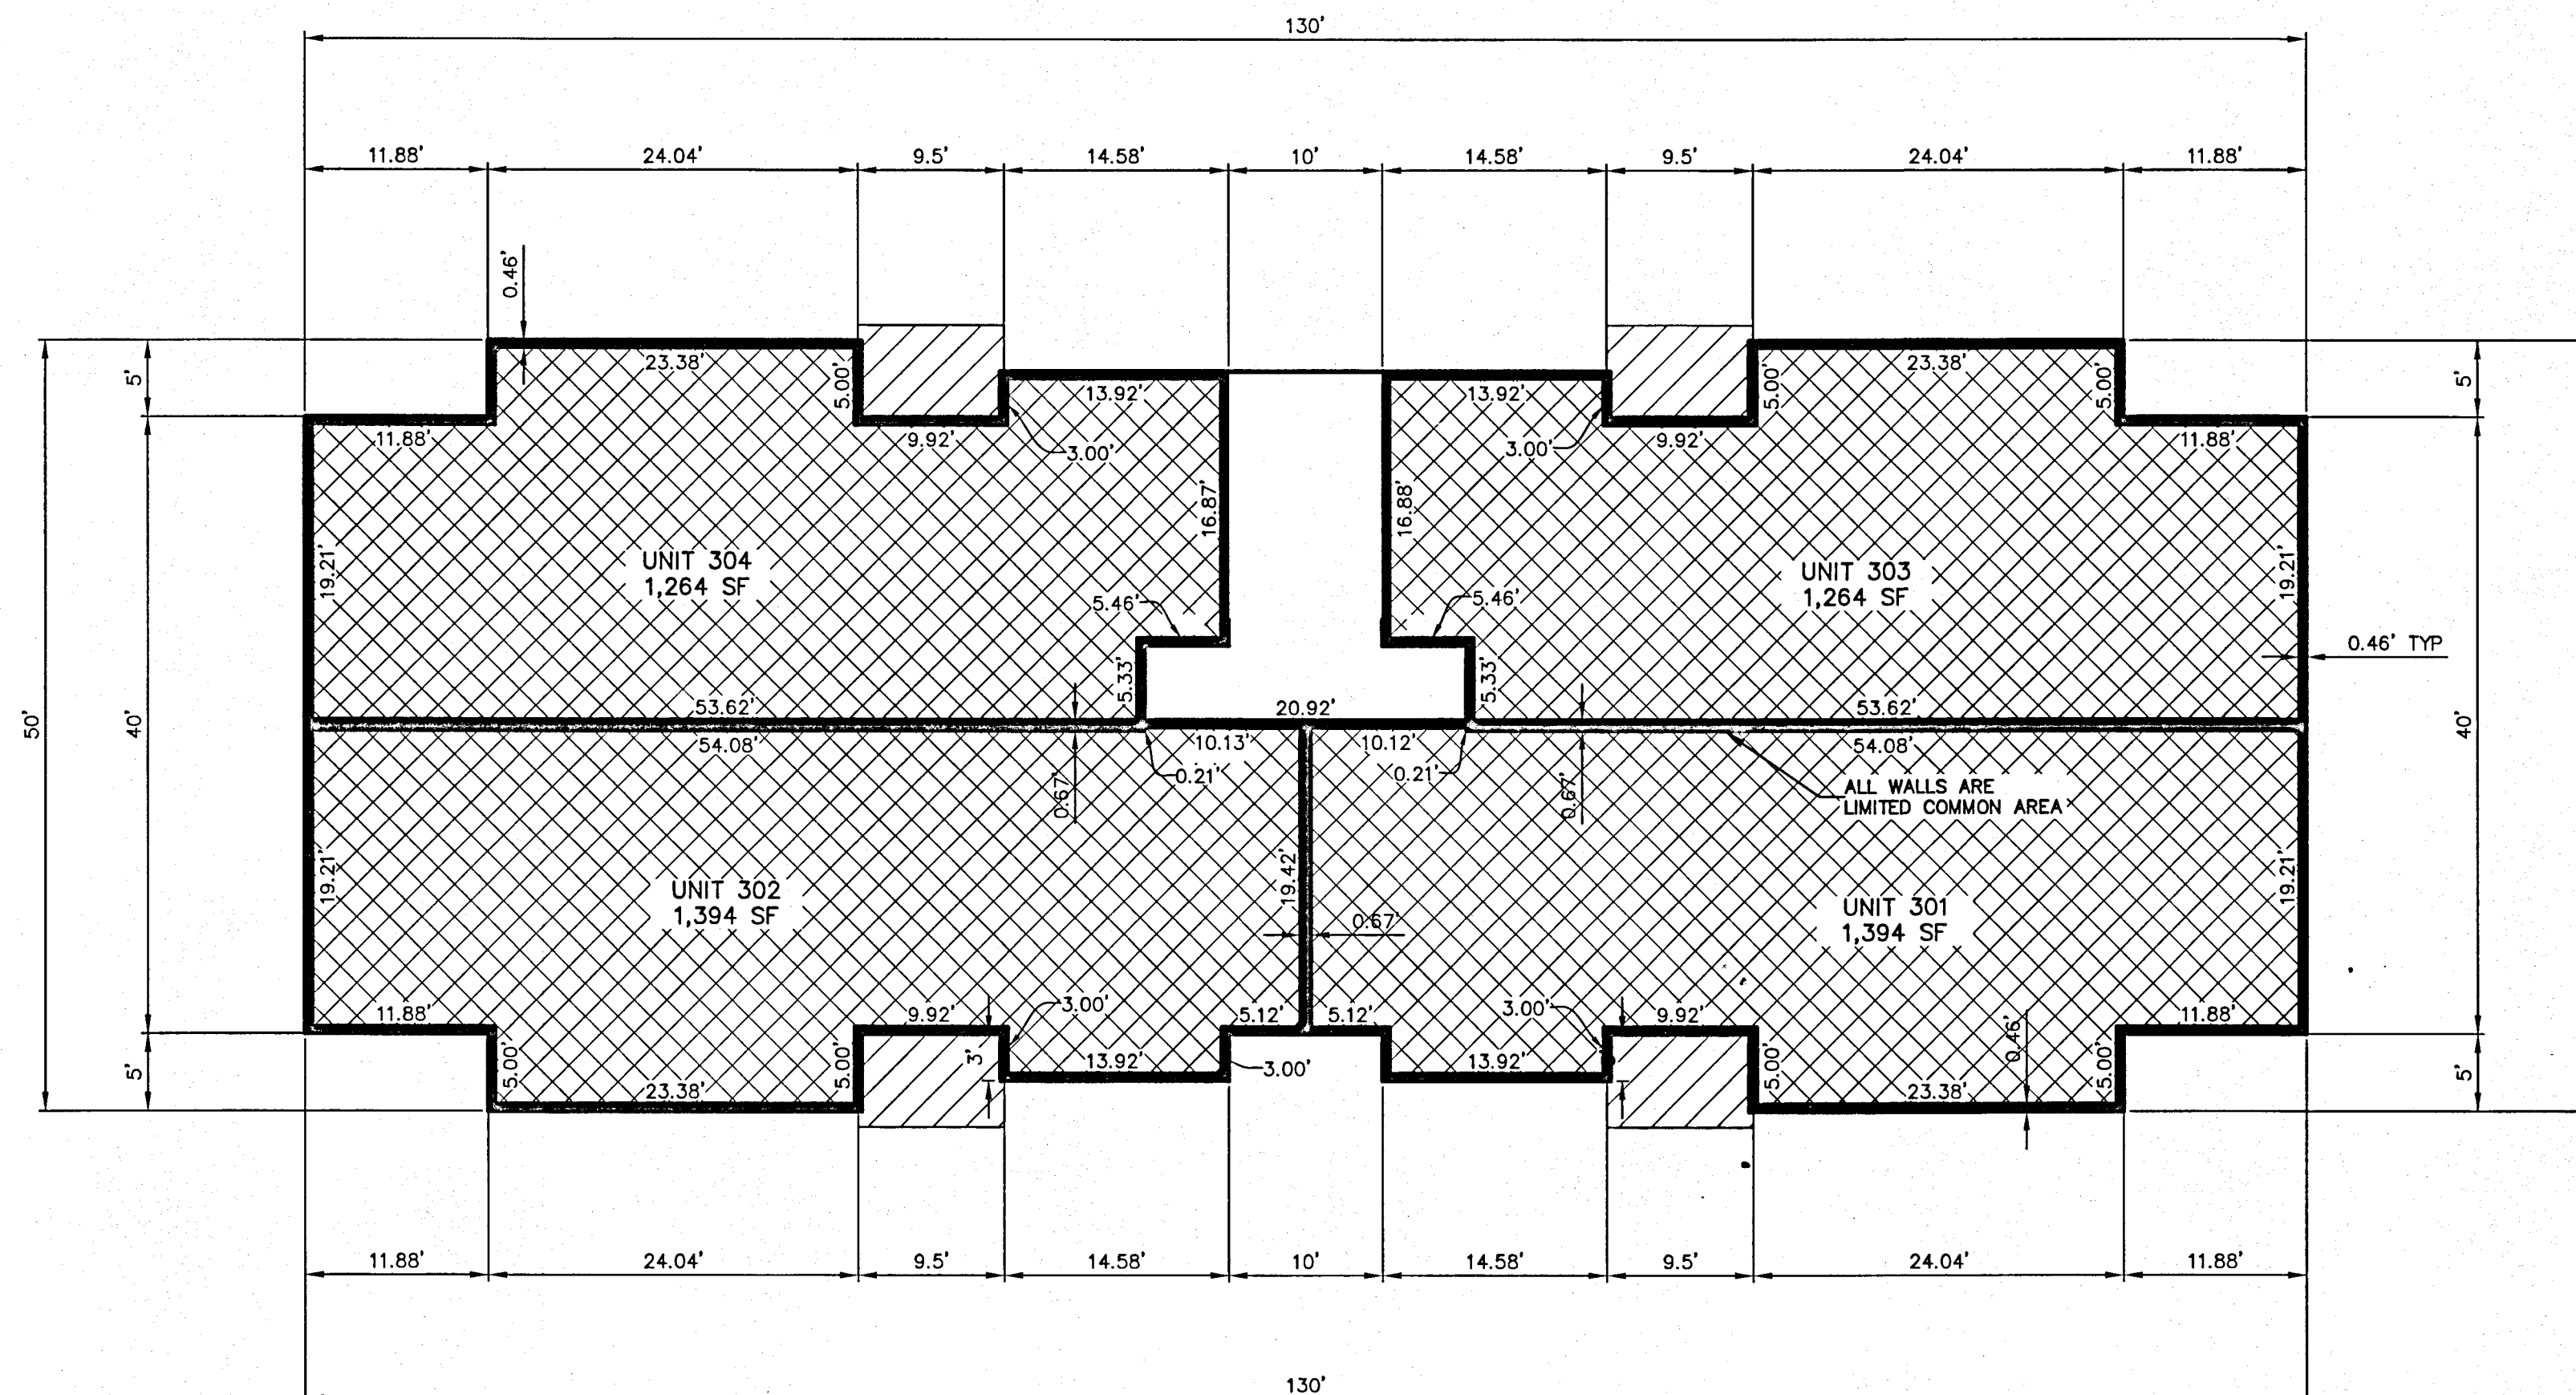 130'
11.88' 24.04' 9.5' 14.58' 10' 14.58' 9.5' 24.04' 11.88'
0.46'
5' 23.38' 5.00' 13.92' 13.92' 5.00' 23.38' 5.00' 5'
11.88' 9.92' 3.00' 3.00' 9.92' 11.88'
16.87' 16.88'
19.21' UNIT 304 UNIT 303 19.21'
1,264 SF 1,264 SF
5.46' 5.46'
0.46' TYP
5.33' 5.33'
50' 40' 53.62' 20.92' 53.62' 40'
54.08' 10.13' 10.12' 54.08'
0.67' 0.21' 0.21' 0.67'
ALL WALLS ARE
LIMITED COMMON AREA
19.21' UNIT 302 19.42' UNIT 301 19.21'
1,394 SF 0.67' 1,394 SF
11.88' 9.92' 3.00' 5.12' 5.12' 3.00' 9.92' 0.46' 11.88'
5' 5.00' 23.38' 5.00' 3' 13.92' 3.00' 13.92' 5.00' 23.38' 5.00' 5'
11.88' 24.04' 9.5' 14.58' 10' 14.58' 9.5' 24.04' 11.88'
130'